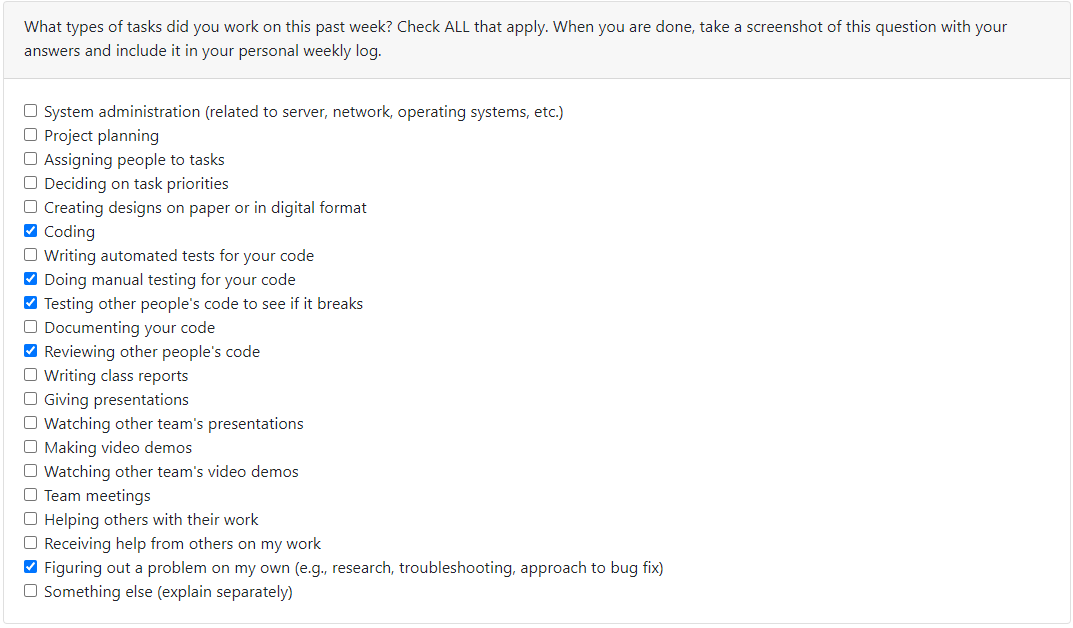 What types of tasks did you work on this past week? Check ALL that apply. When you are done, take a screenshot of this question with your
answers and include it in your personal weekly log.
System administration (related to server, network, operating systems, etc.)
Project planning
Assigning people to tasks
Deciding on task priorities
Creating designs on paper or in digital format
Coding
Writing automated tests for your code
Doing manual testing for your code
Testing other people's code to see if it breaks
Documenting your code
Reviewing other people's code
Writing class reports
Giving presentations
Watching other team's presentations
Making video demos
Watching other team's video demos
Team meetings
Helping others with their work
Receiving help from others on my work
Figuring out a problem on my own (e.g., research, troubleshooting, approach to bug fix)
Something else (explain separately)